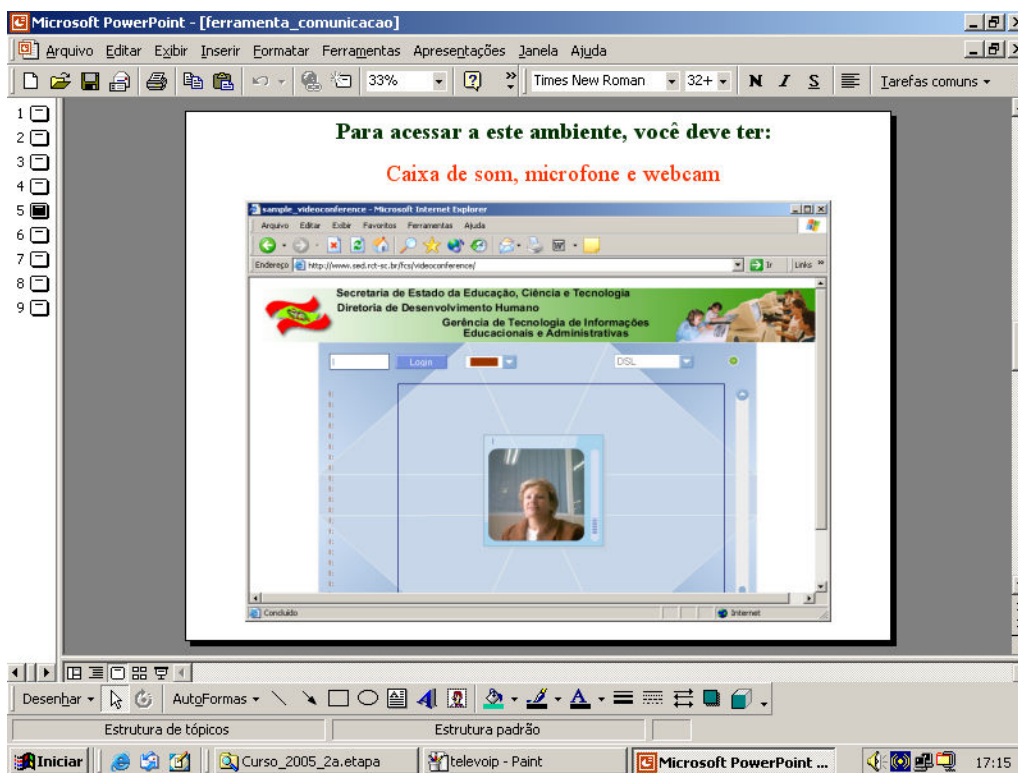 Microsoft PowerPoint - [ferramenta_comunicacao]
Arquivo Editar Exibir Inserir Formatar Ferramentas Apresentações Janela Ajuda
33% Times New Roman 32+ N I S Tarefas comuns
1
2
3
4
5
6
7
8
9
Para acessar a este ambiente, você deve ter:
Caixa de som, microfone e webcam
sample_videoconference - Microsoft Internet Explorer
Arquivo Editar Exibir Favoritos Ferramentas Ajuda
Endereço http://www.sed.rct-sc.br/fcs/videoconference/ Ir Links »
Secretaria de Estado da Educação, Ciência e Tecnologia
Diretoria de Desenvolvimento Humano
Gerência de Tecnologia de Informações
Educacionais e Administrativas
Login DSL
Concluído Internet
Desenhar AutoFormas
Estrutura de tópicos Estrutura padrão
Iniciar Curso_2005_2a.etapa televoip - Paint Microsoft PowerPoint ... 17:15